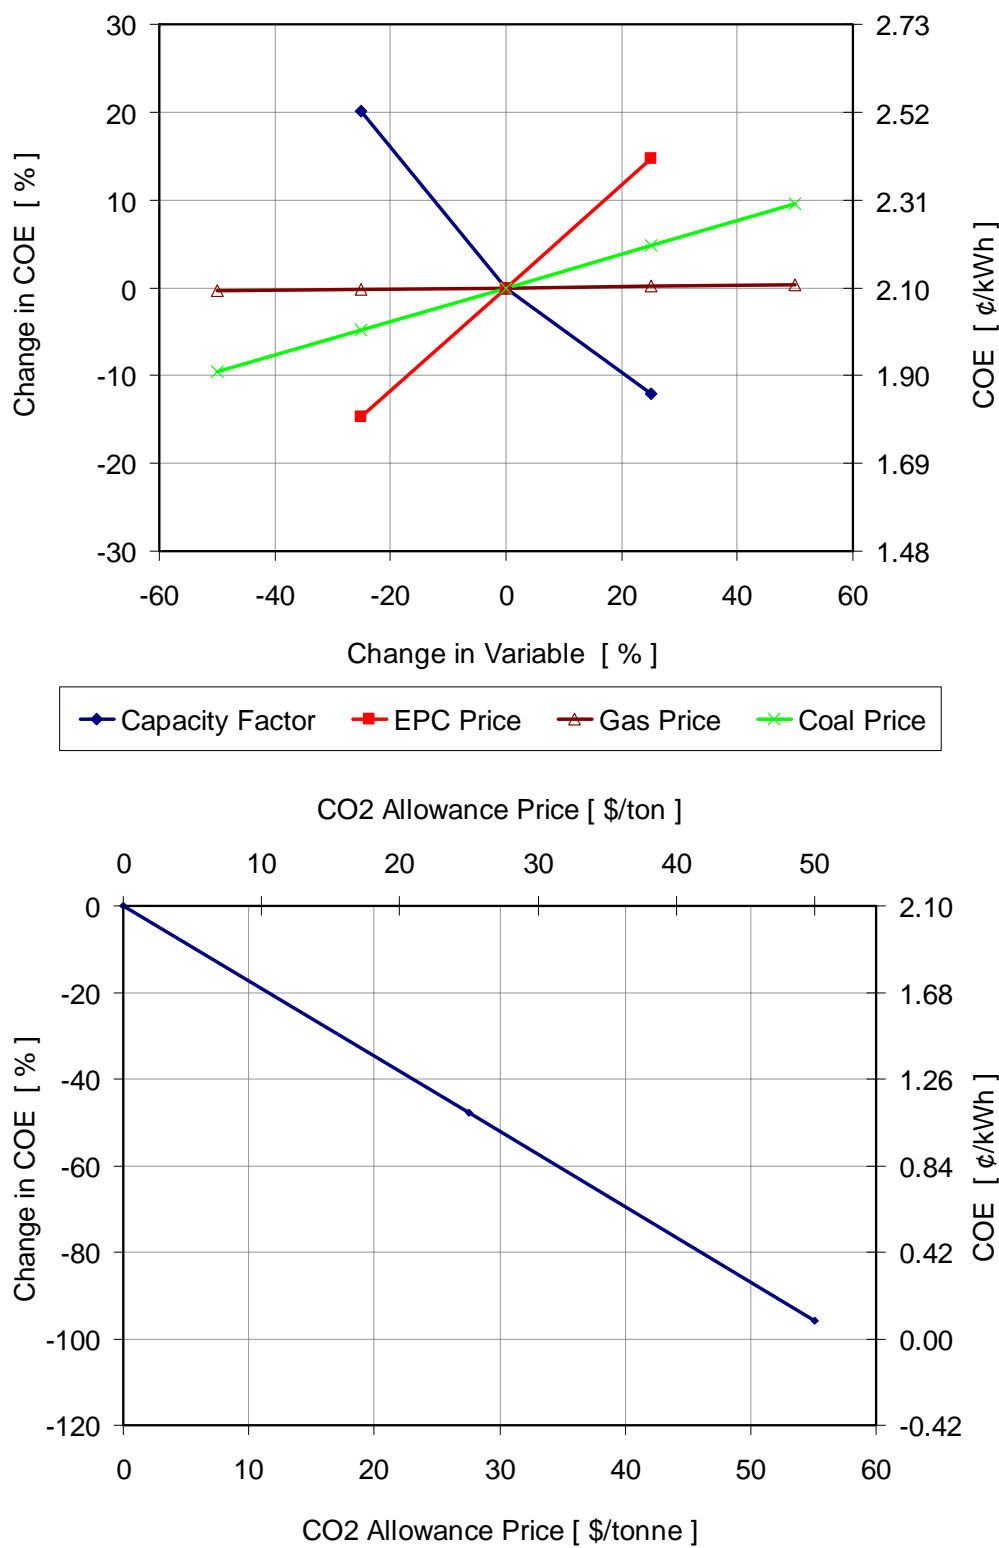 30
20
10
0
-10
-20
-30
2.73
2.52
2.31
2.10
1.90
1.69
1.48
Change in COE [ % ]
COE [ ¢/kWh ]
-60 -40 -20 0 20 40 60
Change in Variable [ % ]
Capacity Factor EPC Price Gas Price Coal Price
CO2 Allowance Price [ $/ton ]
0 10 20 30 40 50
0
-20
-40
-60
-80
-100
-120
2.10
1.68
1.26
0.84
0.42
0.00
-0.42
Change in COE [ % ]
COE [ ¢/kWh ]
0 10 20 30 40 50 60
CO2 Allowance Price [ $/tonne ]